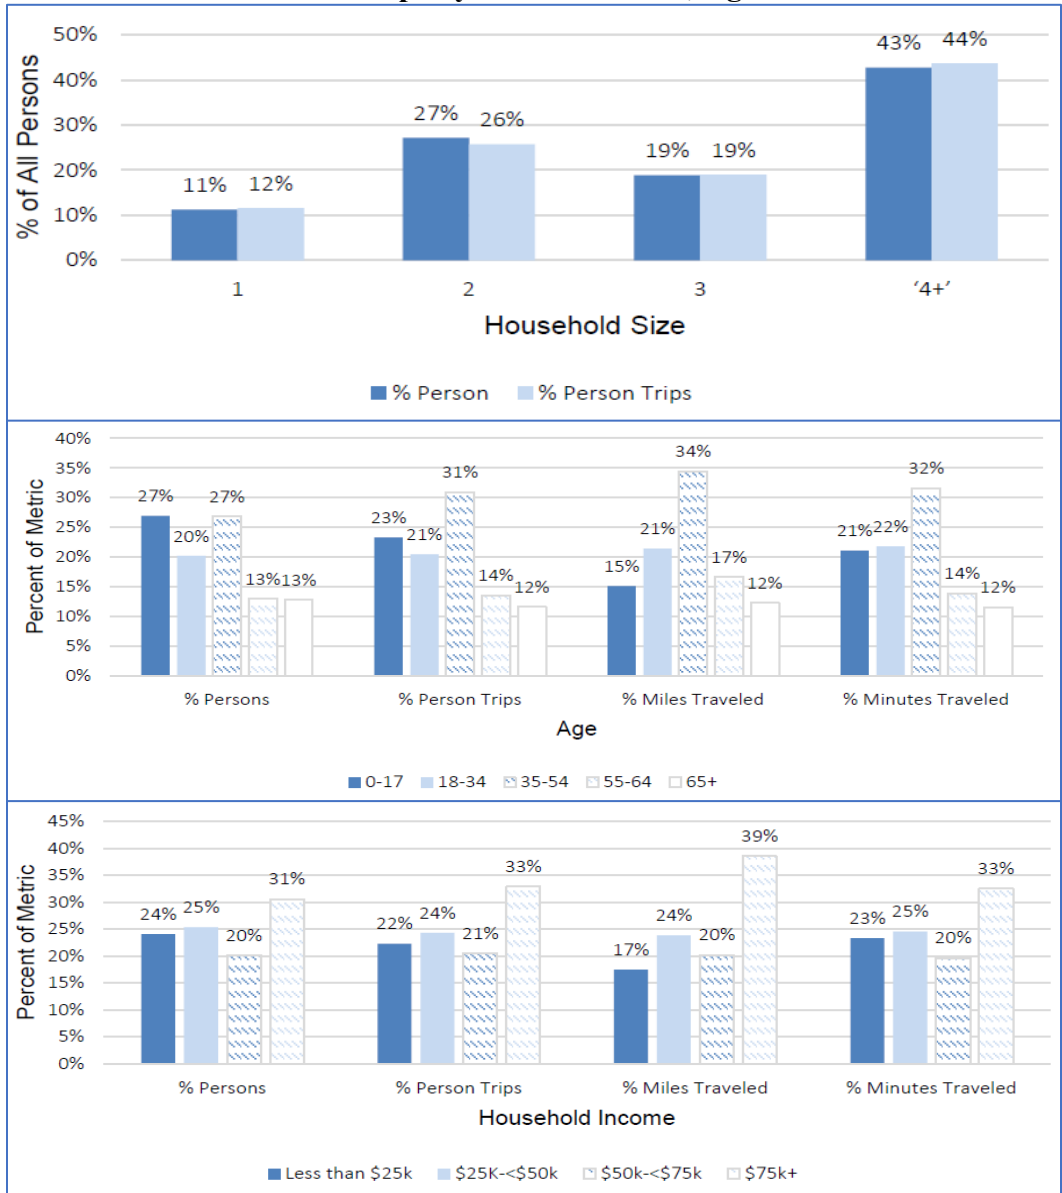 50%
40%
30%
20%
10%
0%
% of All Persons
11% 12%
27% 26%
19% 19%
43% 44%
1 2 3 ‘4+’
Household Size
% Person % Person Trips
40%
35%
30%
25%
20%
15%
10%
5%
0%
Percent of Metric
27% 20% 27% 13% 13%
23% 21% 31% 14% 12%
15% 21% 34% 17% 12%
21% 22% 32% 14% 12%
% Persons % Person Trips % Miles Traveled % Minutes Traveled
Age
0-17 18-34 35-54 55-64 65+
45%
40%
35%
30%
25%
20%
15%
10%
5%
0%
Percent of Metric
24% 25% 20% 31%
22% 24% 21% 33%
17% 24% 20% 39%
23% 25% 20% 33%
% Persons % Person Trips % Miles Traveled % Minutes Traveled
Household Income
Less than $25k $25K-<$50k $50k-<$75k $75k+